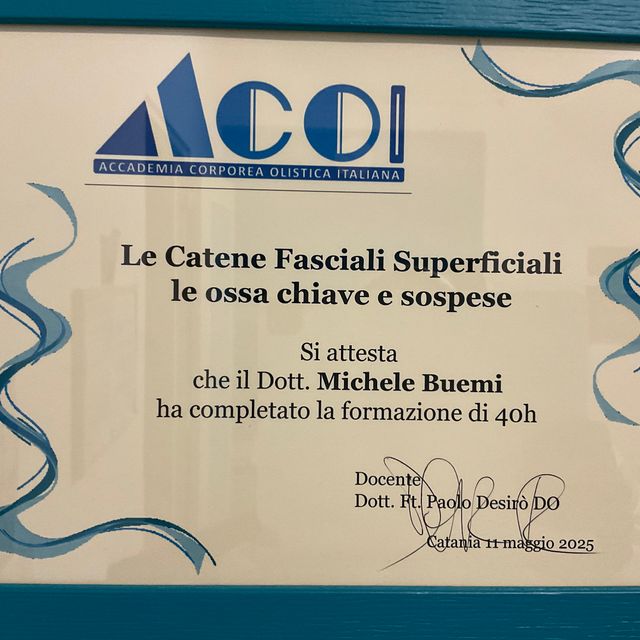 ACOI
ACCADEMIA CORPOREA OLISTICA ITALIANA
Le Catene Fasciali Superficiali
le ossa chiave e sospese
Si attesta
che il Dott. Michele Buemi
ha completato la formazione di 40h
Docente
Dott. Ft. Paolo Desirò DO
Catania 11 maggio 2025